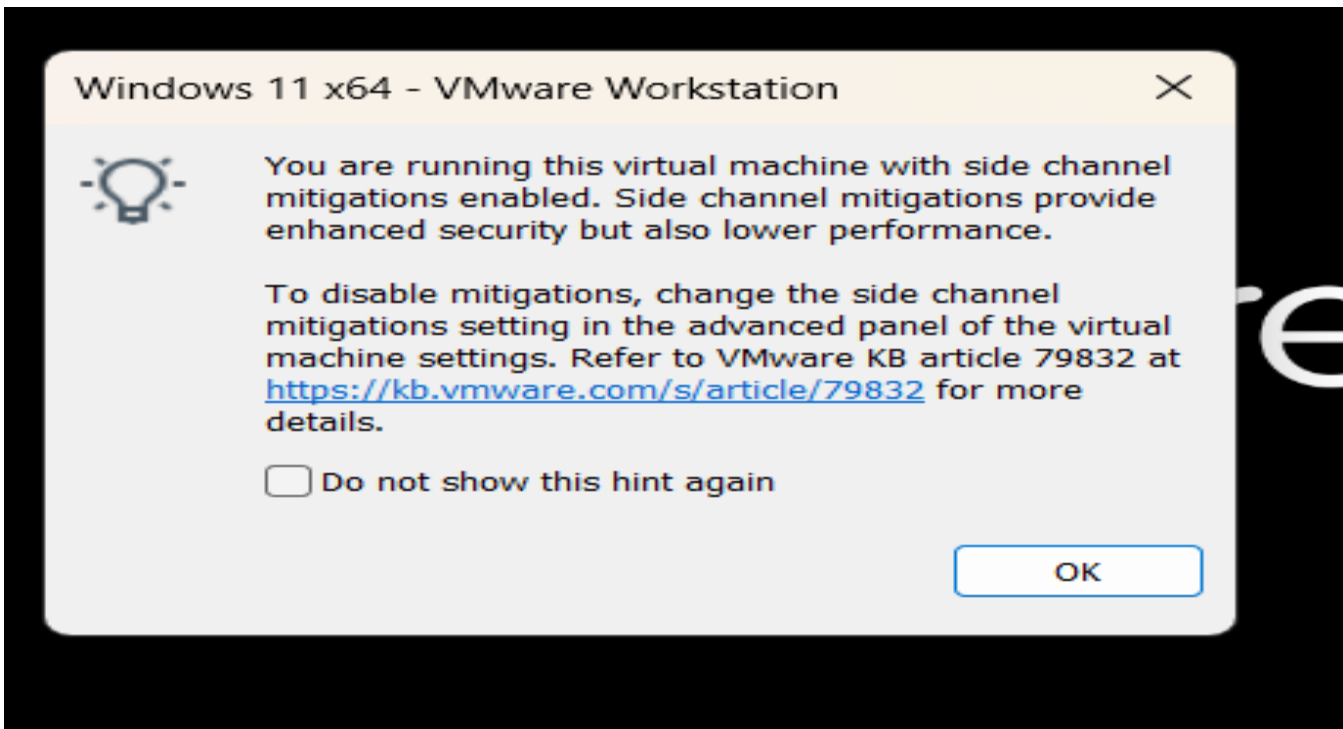 Windows 11 x64 - VMware Workstation
You are running this virtual machine with side channel
mitigations enabled. Side channel mitigations provide
enhanced security but also lower performance.
To disable mitigations, change the side channel
mitigations setting in the advanced panel of the virtual
machine settings. Refer to VMware KB article 79832 at
https://kb.vmware.com/s/article/79832 for more
details.
Do not show this hint again
OK